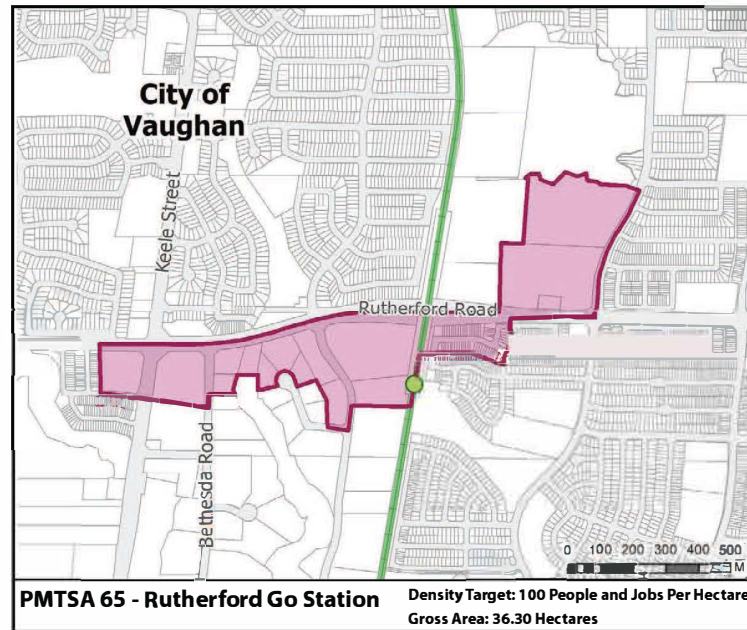 City of
Vaughan
Keele Street
Rutherford Road
Bethesda Road
0 100 200 300 400 500
M
PMTSA 65 - Rutherford Go Station
Density Target: 100 People and Jobs Per Hectare
Gross Area: 36.30 Hectares